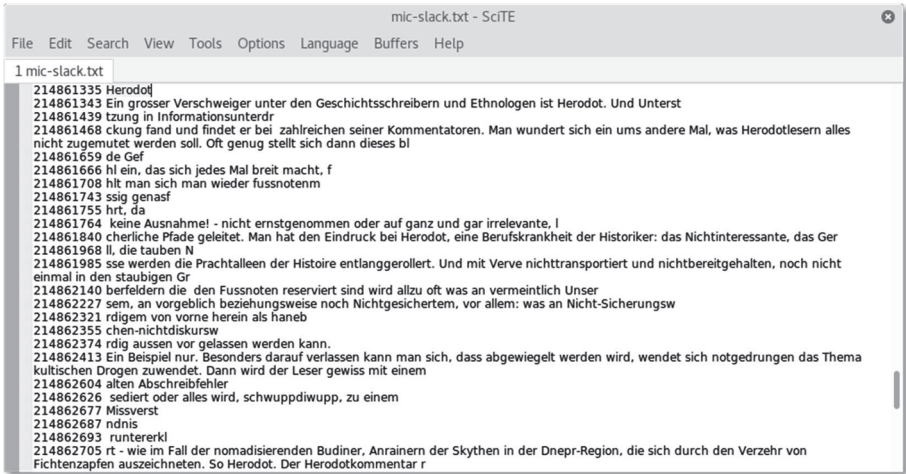 mic-slack.txt - SciTE
File Edit Search View Tools Options Language Buffers Help
1 mic-slack.txt
214861335 Herodot
214861343 Ein grosser Verschweiger unter den Geschichtsschreibern und Ethnologen ist Herodot. Und Unterst
214861439 tzung in Informationsunterdr
214861468 ckung fand und findet er bei  zahlreichen seiner Kommentatoren. Man wundert sich ein ums andere Mal, was Herodotlesern alles
nicht zugemutet werden soll. Oft genug stellt sich dann dieses bl
214861659 de Gef
214861666 hl ein, das sich jedes Mal breit macht, f
214861708 hlt man sich man wieder fussnotenm
214861743 ssig genasf
214861755 hrt, da
214861764  keine Ausnahme! - nicht ernstgenommen oder auf ganz und gar irrelevante, l
214861840 cherliche Pfade geleitet. Man hat den Eindruck bei Herodot, eine Berufskrankheit der Historiker: das Nichtinteressante, das Ger
214861968 ll, die tauben N
214861985 sse werden die Prachtalleen der Histoire entlanggerollert. Und mit Verve nichttransportiert und nichtbereitgehalten, noch nicht
einmal in den staubigen Gr
214862140 berfeldern die  den Fussnoten reserviert sind wird allzu oft was an vermeintlich Unser
214862227 sem, an vorgeblich beziehungsweise noch Nichtgesichertem, vor allem: was an Nicht-Sicherungsw
214862321 rdigem von vorne herein als haneb
214862355 chen-nichtdiskursw
214862374 rdig aussen vor gelassen werden kann.
214862413 Ein Beispiel nur. Besonders darauf verlassen kann man sich, dass abgewiegelt werden wird, wendet sich notgedrungen das Thema
kultischen Drogen zuwendet. Dann wird der Leser gewiss mit einem
214862604 alten Abschreibfehler
214862626  sediert oder alles wird, schwuppdiwupp, zu einem
214862677 Missverst
214862687 ndnis
214862693  runtererkl
214862705 rt - wie im Fall der nomadisierenden Budiner, Anrainern der Skythen in der Dnepr-Region, die sich durch den Verzehr von
Fichtenzapfen auszeichneten. So Herodot. Der Herodotkommentar r